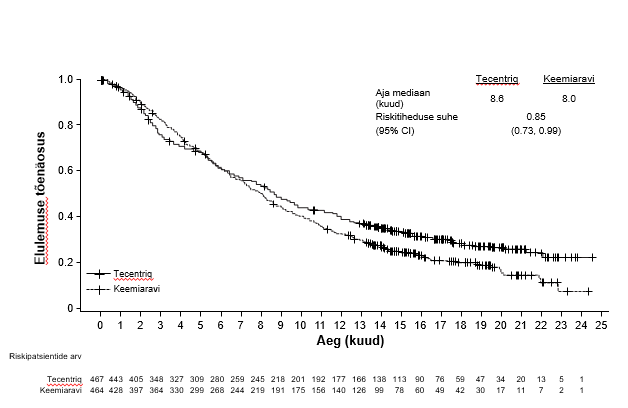 Tecentriq Keemiaravi
Aja mediaan
(kuud) 8.6 8.0
Riskitiheduse suhe 0.85
(95% CI) (0.73, 0.99)
Elulemuse tõenäosus
1.0
0.8
0.6
0.4
0.2
0
Tecentriq
Keemiaravi
0 1 2 3 4 5 6 7 8 9 10 11 12 13 14 15 16 17 18 19 20 21 22 23 24 25
Aeg (kuud)
Riskipatsientide arv
Tecentriq 467 443 405 348 327 309 280 259 245 218 201 192 177 166 138 113 90 76 59 47 34 20 13 5 1
Keemiaravi 464 428 397 364 330 299 268 244 219 191 175 156 140 126 99 78 60 49 42 30 17 11 7 2 1